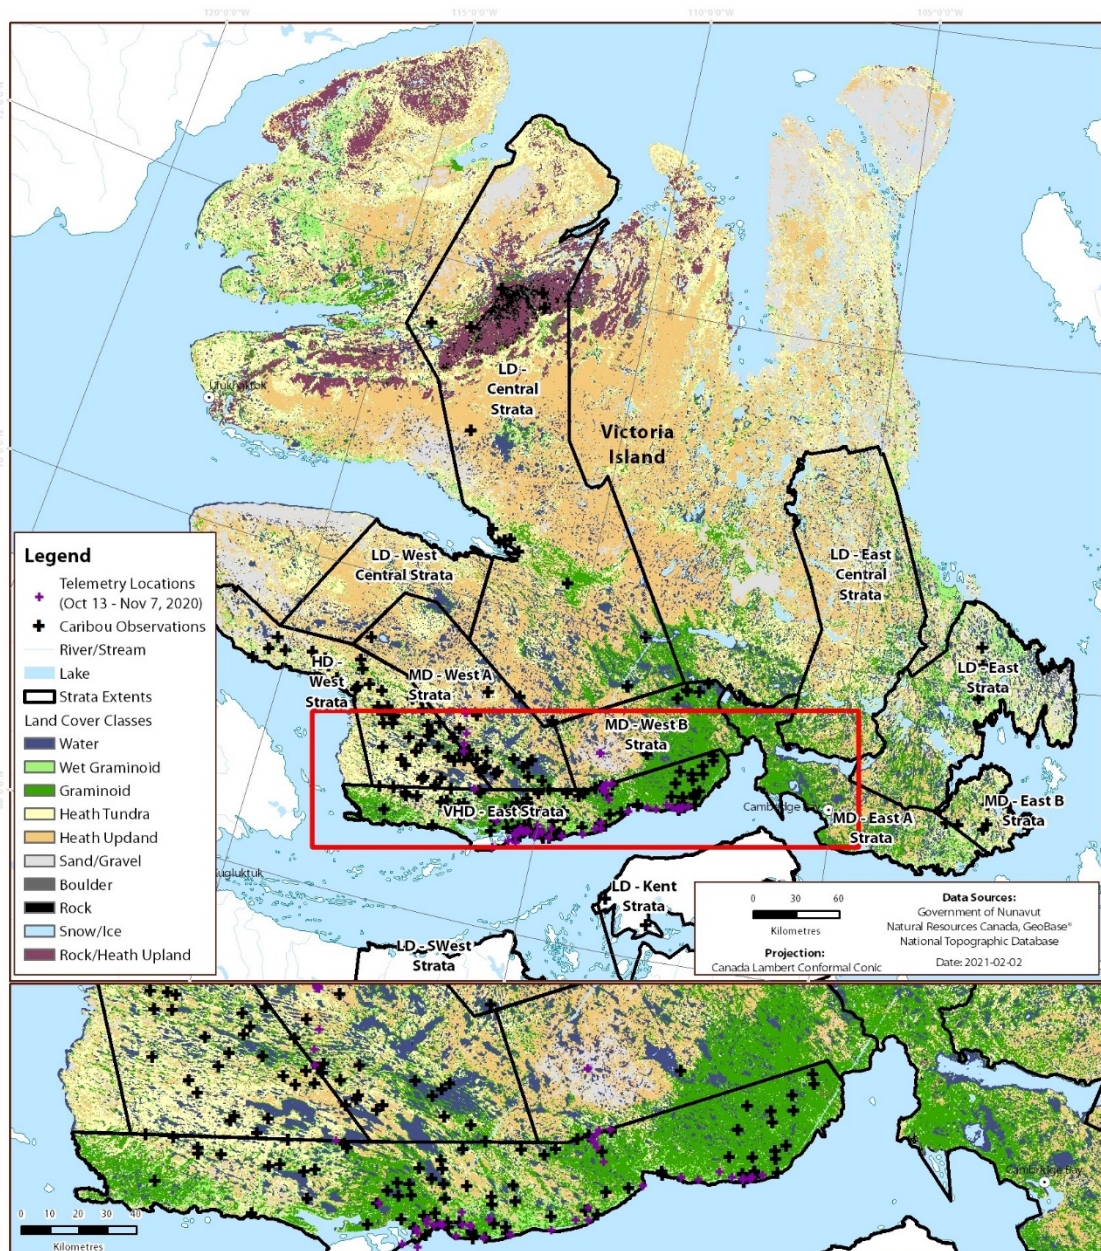 120°0'0"W
115°0'0"W
110°0'0"W
105°0'0"W
Ulukhaktok
LD -
Central
Strata
Victoria
Island
LD - West
Central Strata
LD - East
Central
Strata
HD -
West
Strata
MD - West A
Strata
MD - West B
Strata
LD - East
Strata
VHD - East Strata
Cambridge Bay
MD - East A
Strata
MD - East B
Strata
LD - Kent
Strata
LD - SWest
Strata
Legend
Telemetry Locations
(Oct 13 - Nov 7, 2020)
Caribou Observations
River/Stream
Lake
Strata Extents
Land Cover Classes
Water
Wet Graminoid
Graminoid
Heath Tundra
Heath Upland
Sand/Gravel
Boulder
Rock
Snow/Ice
Rock/Heath Upland
0 30 60
Kilometres
Projection:
Canada Lambert Conformal Conic
Data Sources:
Government of Nunavut
Natural Resources Canada, GeoBase®
National Topographic Database
Date: 2021-02-02
Cambridge Bay
0 10 20 30 40
Kilometres